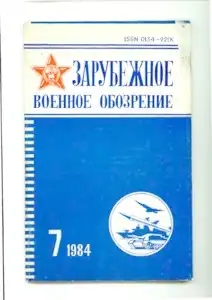 ISSN 0134-921X
ЗАРУБЕЖНОЕ
ВОЕННОЕ ОБОЗРЕНИЕ
7 1984